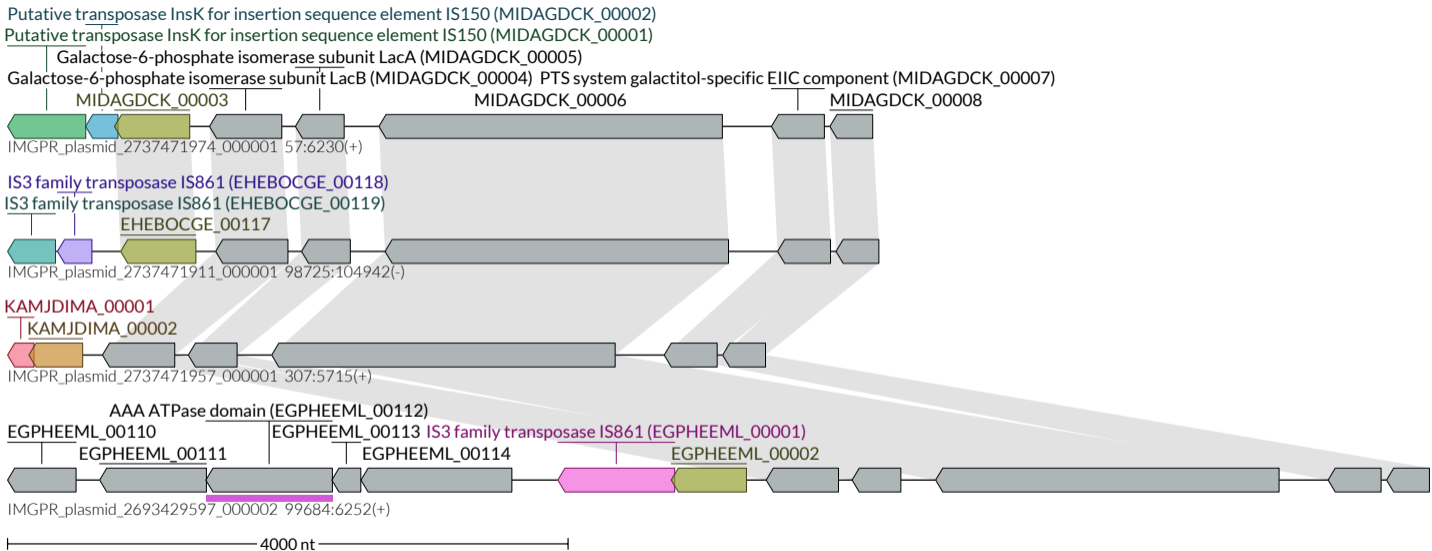 Putative transposase InsK for insertion sequence element IS150 (MIDAGDCK_00002)
Putative transposase InsK for insertion sequence element IS150 (MIDAGDCK_00001)
Galactose-6-phosphate isomerase subunit LacA (MIDAGDCK_00005)
Galactose-6-phosphate isomerase subunit LacB (MIDAGDCK_00004) PTS system galactitol-specific EIIC component (MIDAGDCK_00007)
MIDAGDCK_00003 MIDAGDCK_00006 MIDAGDCK_00008
IMGPR_plasmid_2737471974_000001 57:6230(+)
IS3 family transposase IS861 (EHEBOCGE_00118)
IS3 family transposase IS861 (EHEBOCGE_00119)
EHEBOCGE_00117
IMGPR_plasmid_2737471911_000001 98725:104942(-)
KAMJDIMA_00001
KAMJDIMA_00002
IMGPR_plasmid_2737471957_000001 307:5715(+)
AAA ATPase domain (EGPHEEML_00112)
EGPHEEML_00110 EGPHEEML_00113 IS3 family transposase IS861 (EGPHEEML_00001)
EGPHEEML_00111 EGPHEEML_00114 EGPHEEML_00002
IMGPR_plasmid_2693429597_000002 99684:6252(+)
4000 nt